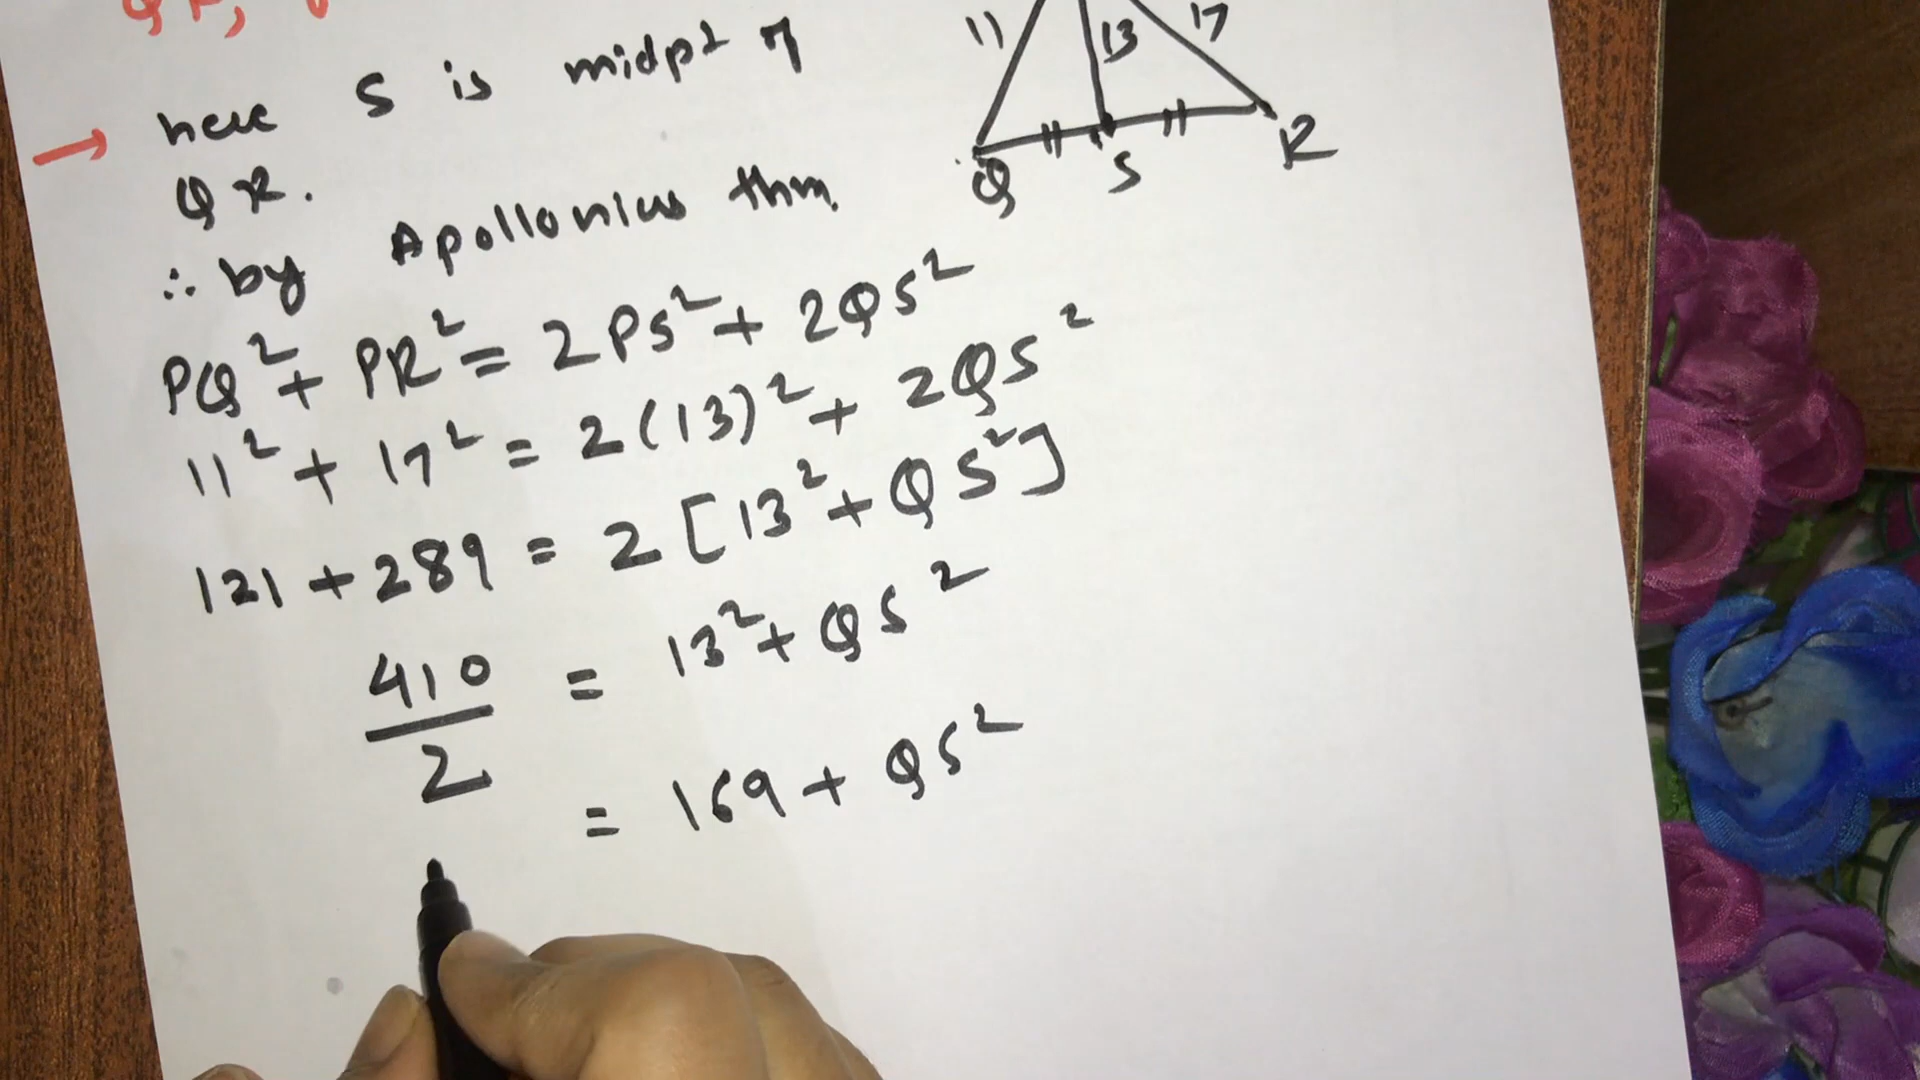 here S is midpt of
QR.
∴ by Apollonius thm.
PQ² + PR² = 2PS² + 2QS²
11² + 17² = 2(13)² + 2QS²
121 + 289 = 2[13² + QS²]
410/2 = 13² + QS²
= 169 + QS²
11 13 17
Q S R